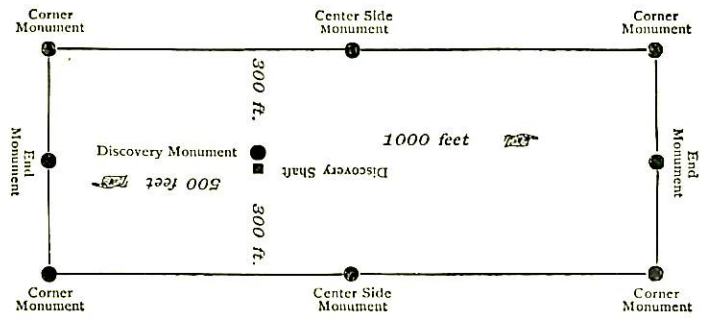 Corner
Monument
Center Side
Monument
Corner
Monument
300 ft.
1000 feet
End
Monument
Discovery Monument
Discovery Shaft
End
Monument
500 feet
300 ft.
Corner
Monument
Center Side
Monument
Corner
Monument